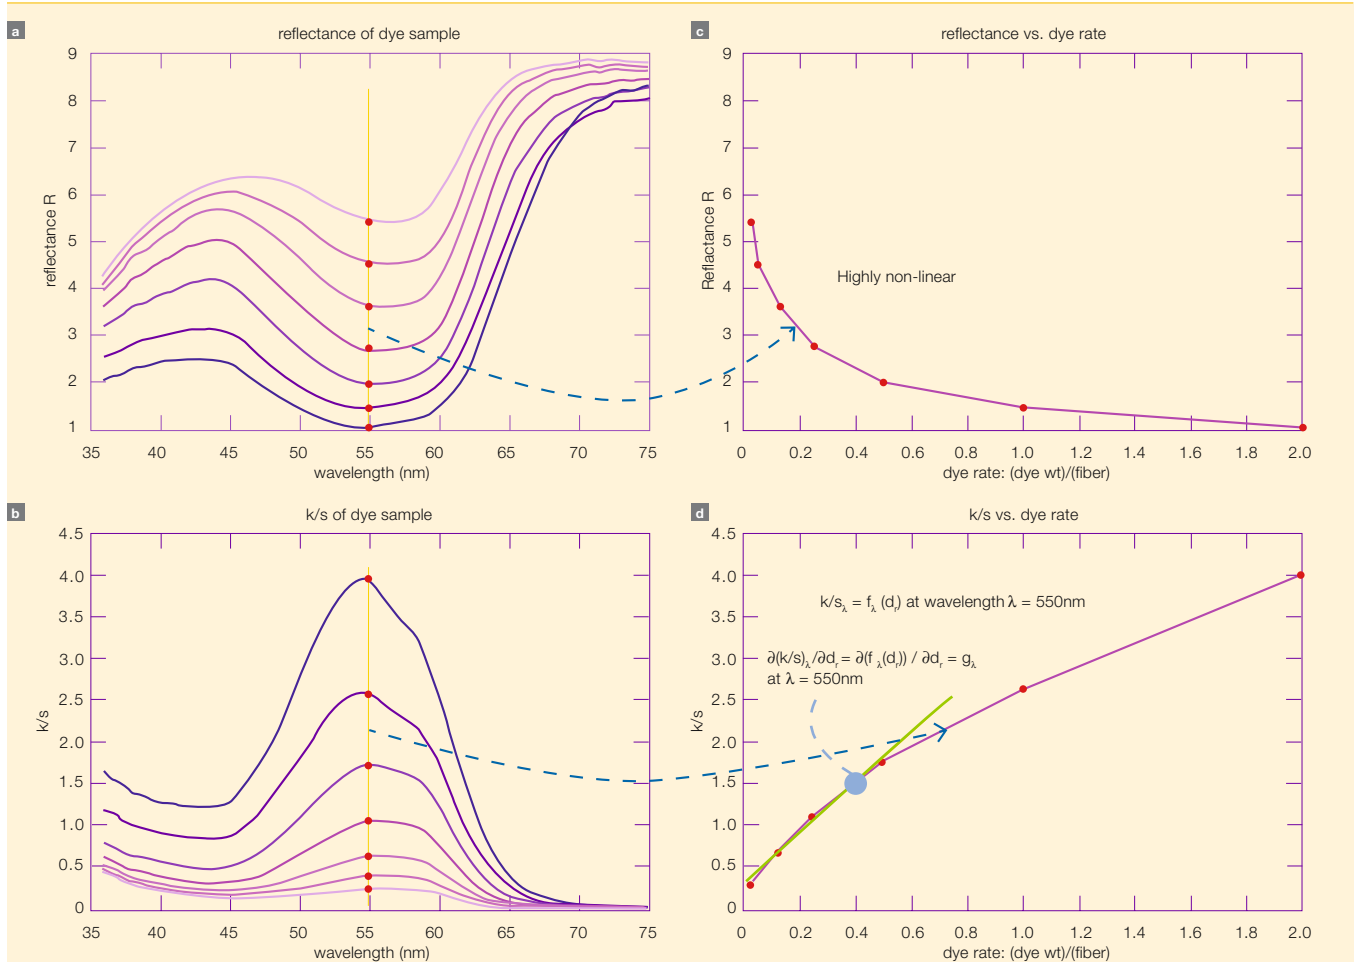 a
reflectance of dye sample
9
8
7
6
5
4
3
2
1
reflectance R
35 40 45 50 55 60 65 70 75
wavelength (nm)
c
reflectance vs. dye rate
9
8
7
6
5
4
3
2
1
Reflactance R
Highly non-linear
0 0.2 0.4 0.6 0.8 1.0 1.2 1.4 1.6 1.8 2.0
dye rate: (dye wt)/(fiber)
b
k/s of dye sample
4.5
4.0
3.5
3.0
2.5
2.0
1.5
1.0
0.5
0
k/s
35 40 45 50 55 60 65 70 75
wavelength (nm)
d
k/s vs. dye rate
4.5
4.0
3.5
3.0
2.5
2.0
1.5
1.0
0.5
0
k/s
k/sλ = fλ (dr) at wavelength λ = 550nm
∂(k/s)λ/∂dr = ∂(f λ(dr)) / ∂dr = gλ
at λ = 550nm
0 0.2 0.4 0.6 0.8 1.0 1.2 1.4 1.6 1.8 2.0
dye rate: (dye wt)/(fiber)